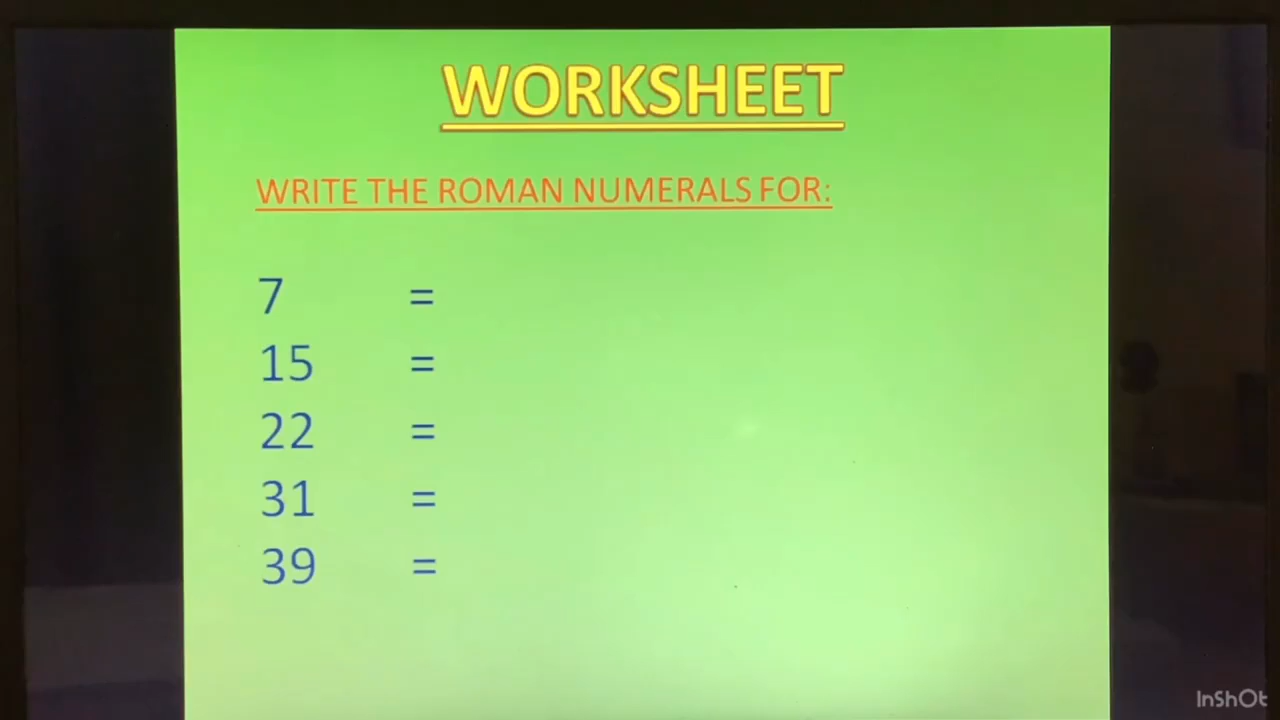 WORKSHEET
WRITE THE ROMAN NUMERALS FOR:
7 =
15 =
22 =
31 =
39 =
InShOt